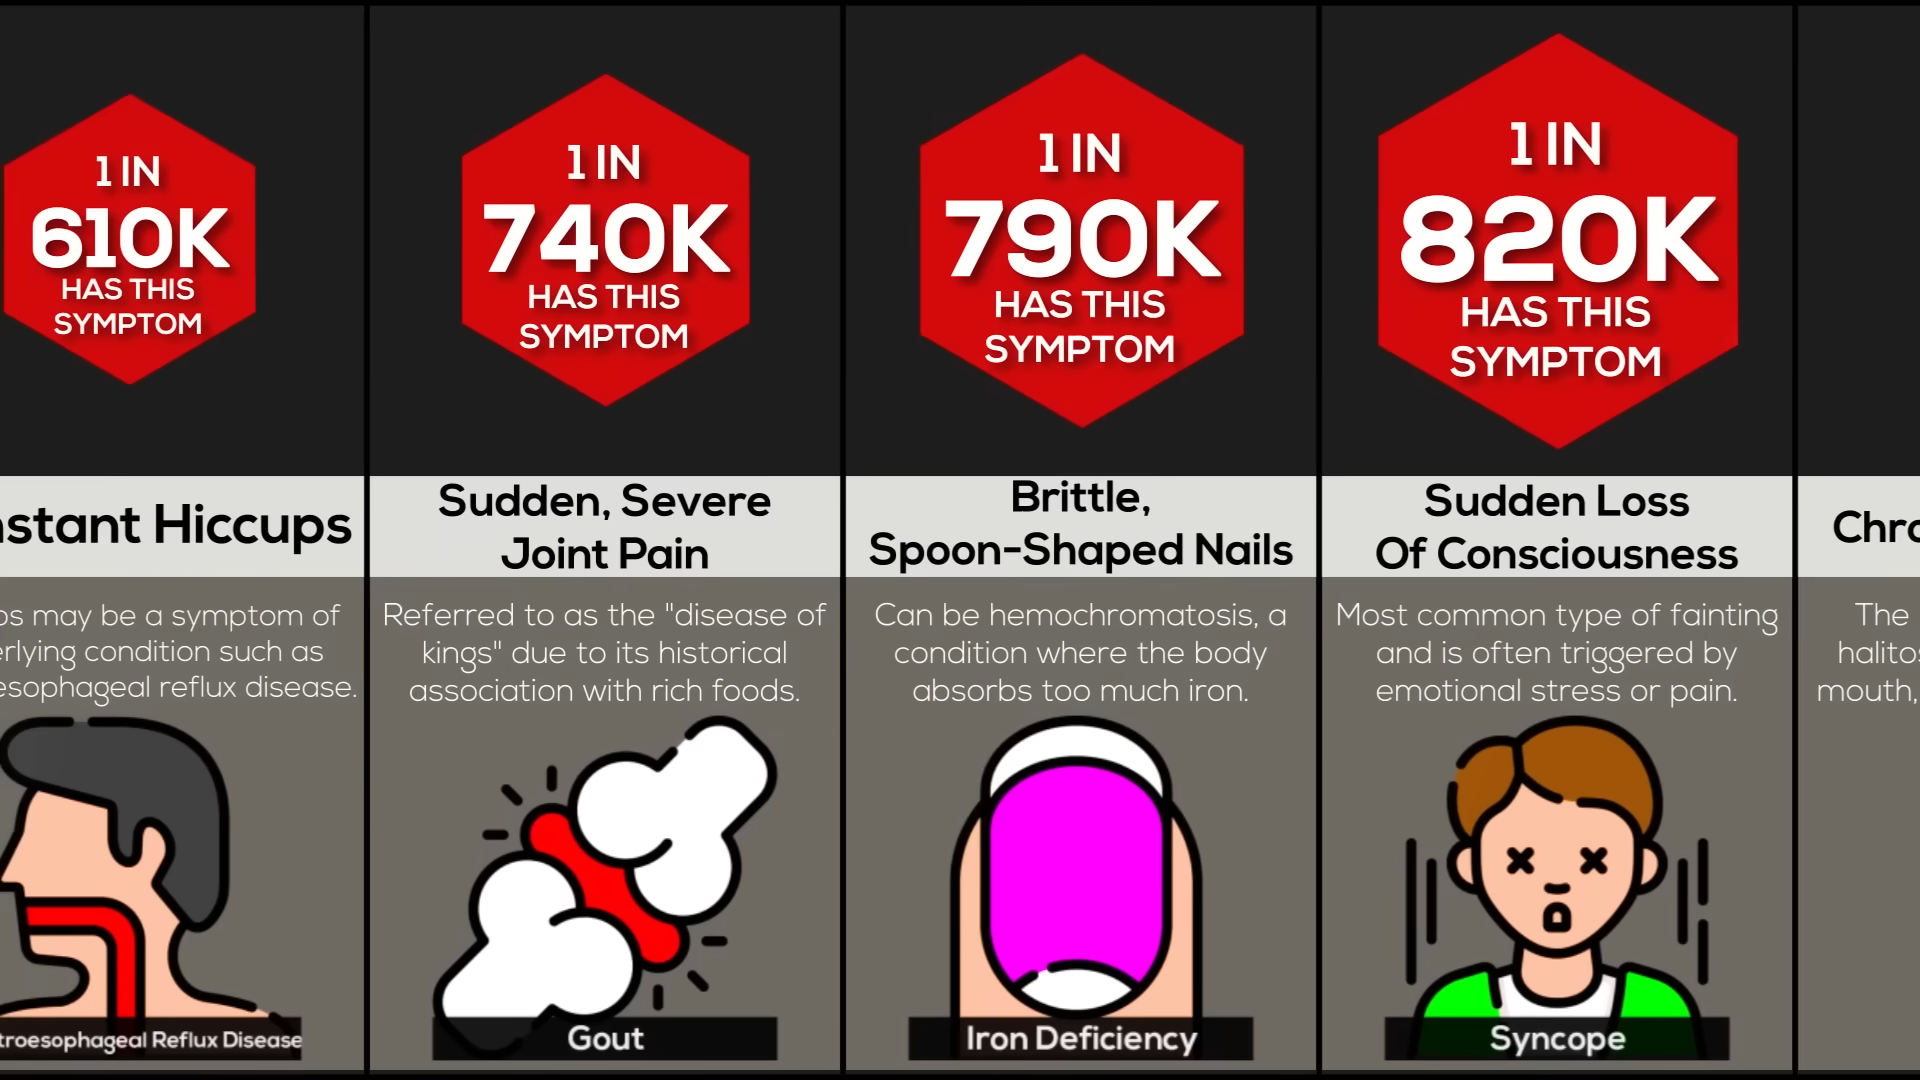 1 IN
610K
HAS THIS
SYMPTOM
nstant Hiccups
ps may be a symptom of
erlying condition such as
esophageal reflux disease.
troesophageal Reflux Disease
1 IN
740K
HAS THIS
SYMPTOM
Sudden, Severe
Joint Pain
Referred to as the "disease of
kings" due to its historical
association with rich foods.
Gout
1 IN
790K
HAS THIS
SYMPTOM
Brittle,
Spoon-Shaped Nails
Can be hemochromatosis, a
condition where the body
absorbs too much iron.
Iron Deficiency
1 IN
820K
HAS THIS
SYMPTOM
Sudden Loss
Of Consciousness
Most common type of fainting
and is often triggered by
emotional stress or pain.
Syncope
Chro
The
halitos
mouth,